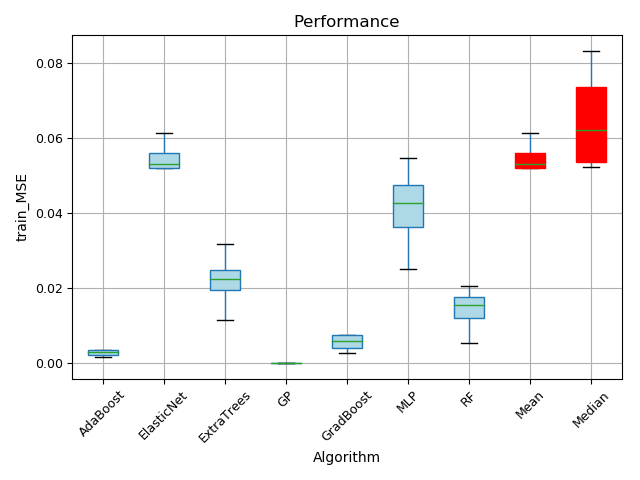 Performance
train_MSE
0.08
0.06
0.04
0.02
0.00
AdaBoost
ElasticNet
ExtraTrees
GP
GradBoost
MLP
RF
Mean
Median
Algorithm